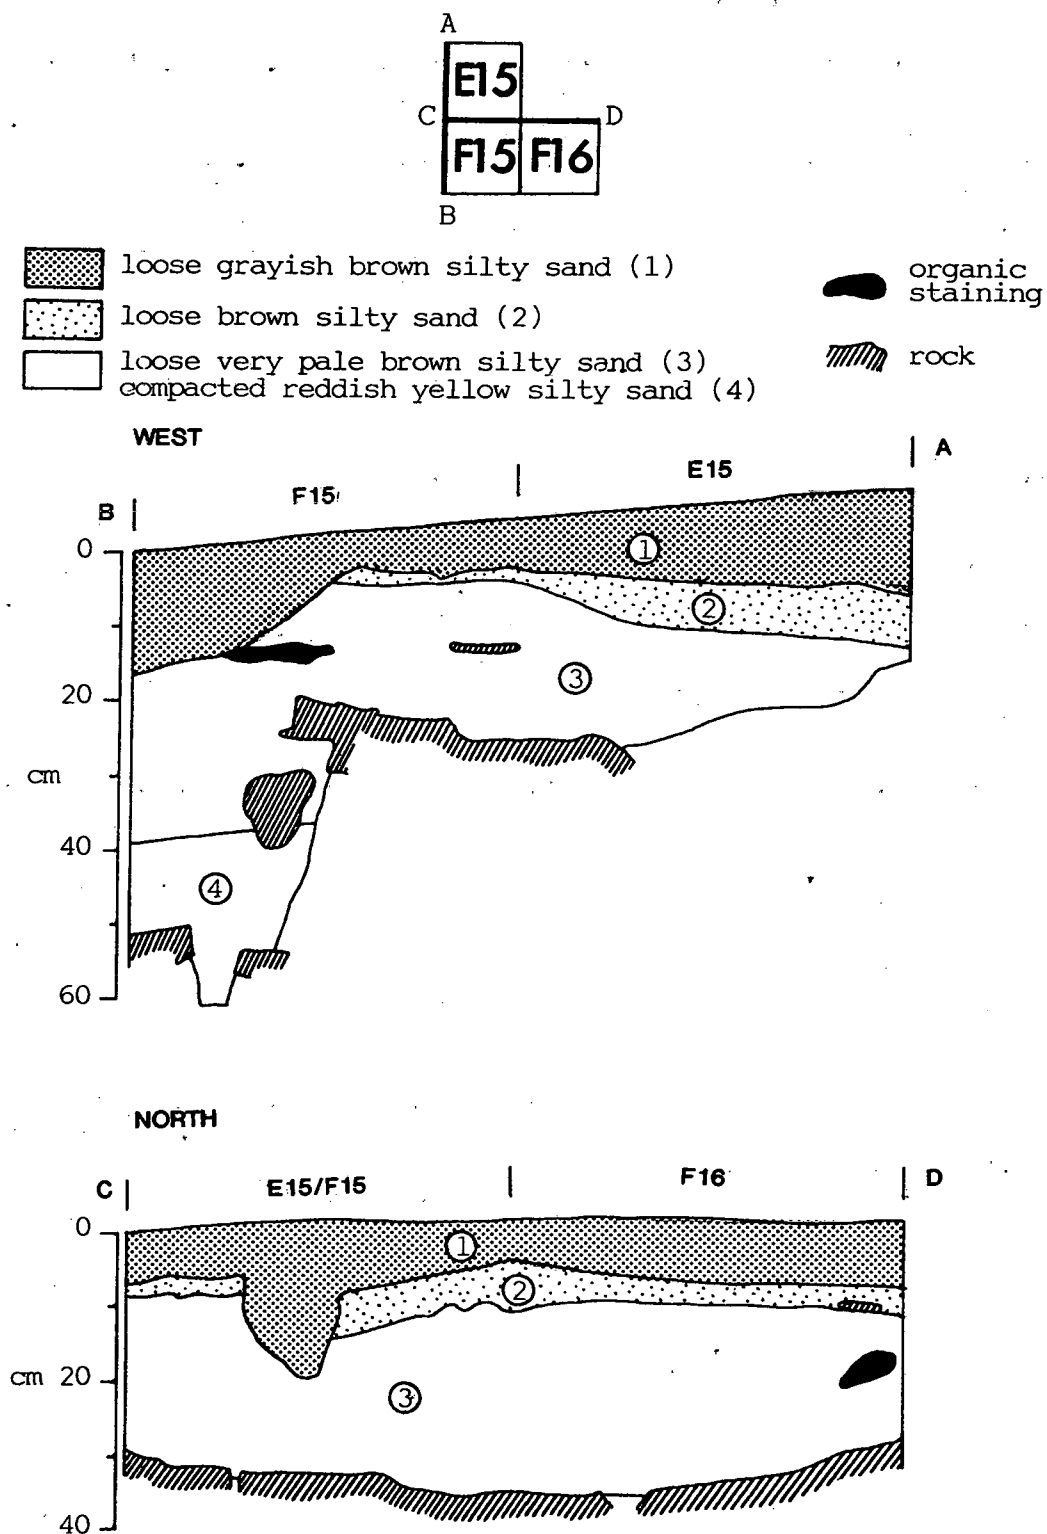 A
E15
C D
F15 F16
B
loose grayish brown silty sand (1)
loose brown silty sand (2)
loose very pale brown silty sand (3)
compacted reddish yellow silty sand (4)
organic
staining
rock
WEST
B F15 E15 A
0
20
cm
40
60
1
2
3
4
NORTH
C E15/F15 F16 D
0
cm 20
40
1
2
3